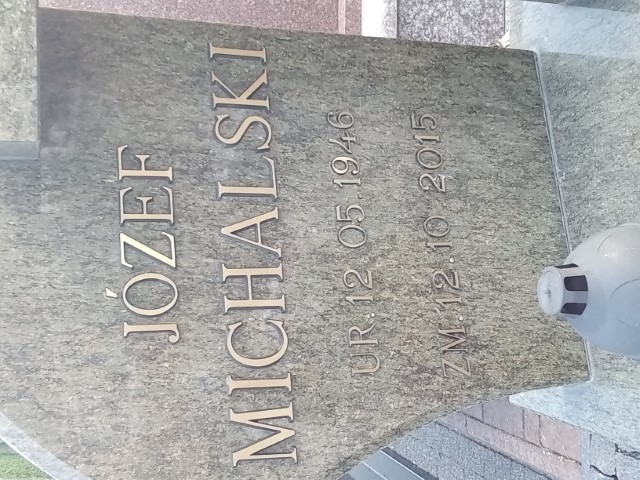 JÓZEF
MICHALSKI
UR. 12.05.1946
ZM. 12.10 2015